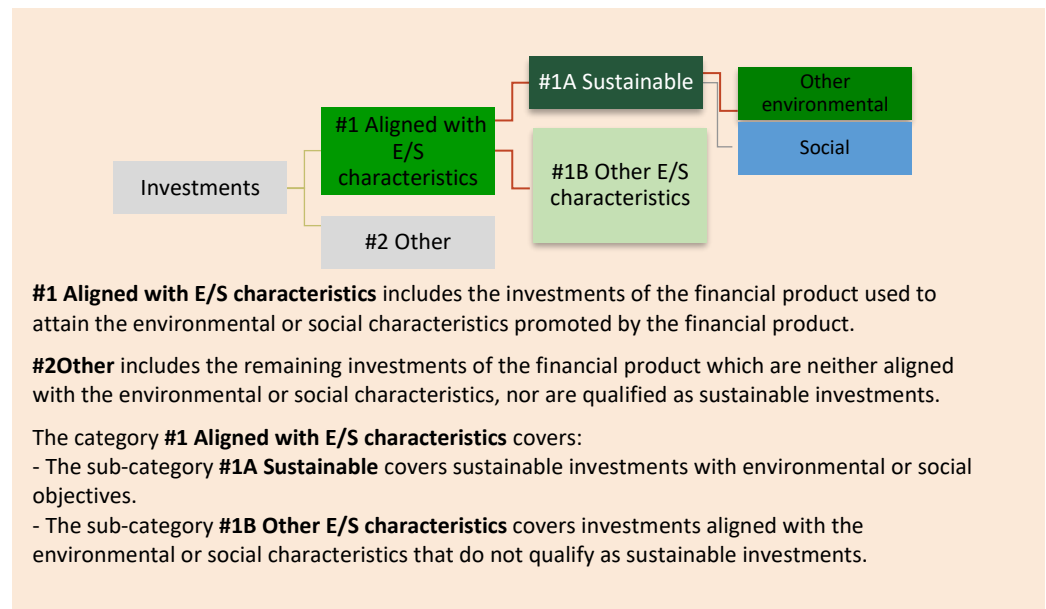 #1A Sustainable
Other
environmental
#1 Aligned with
E/S
characteristics
Social
Investments
#1B Other E/S
characteristics
#2 Other
#1 Aligned with E/S characteristics includes the investments of the financial product used to
attain the environmental or social characteristics promoted by the financial product.
#2Other includes the remaining investments of the financial product which are neither aligned
with the environmental or social characteristics, nor are qualified as sustainable investments.
The category #1 Aligned with E/S characteristics covers:
- The sub-category #1A Sustainable covers sustainable investments with environmental or social
objectives.
- The sub-category #1B Other E/S characteristics covers investments aligned with the
environmental or social characteristics that do not qualify as sustainable investments.